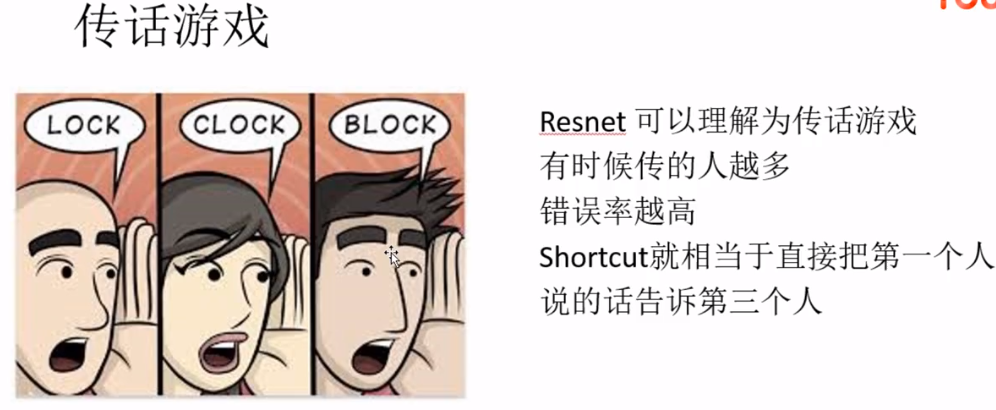 传话游戏
LOCK
CLOCK
BLOCK
Resnet 可以理解为传话游戏
有时候传的人越多
错误率越高
Shortcut就相当于直接把第一个人
说的话告诉第三个人